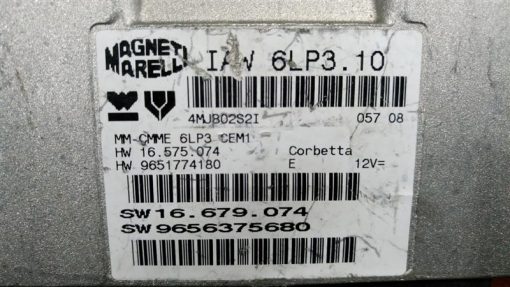 MAGNETI
MARELLI
IAW 6LP3.10
4MJB02S2I 057 08
MM-CMME 6LP3 CEM1
HW 16.575.074 Corbetta
HW 9651774180 E 12V=
SW16.679.074
SW9656375680